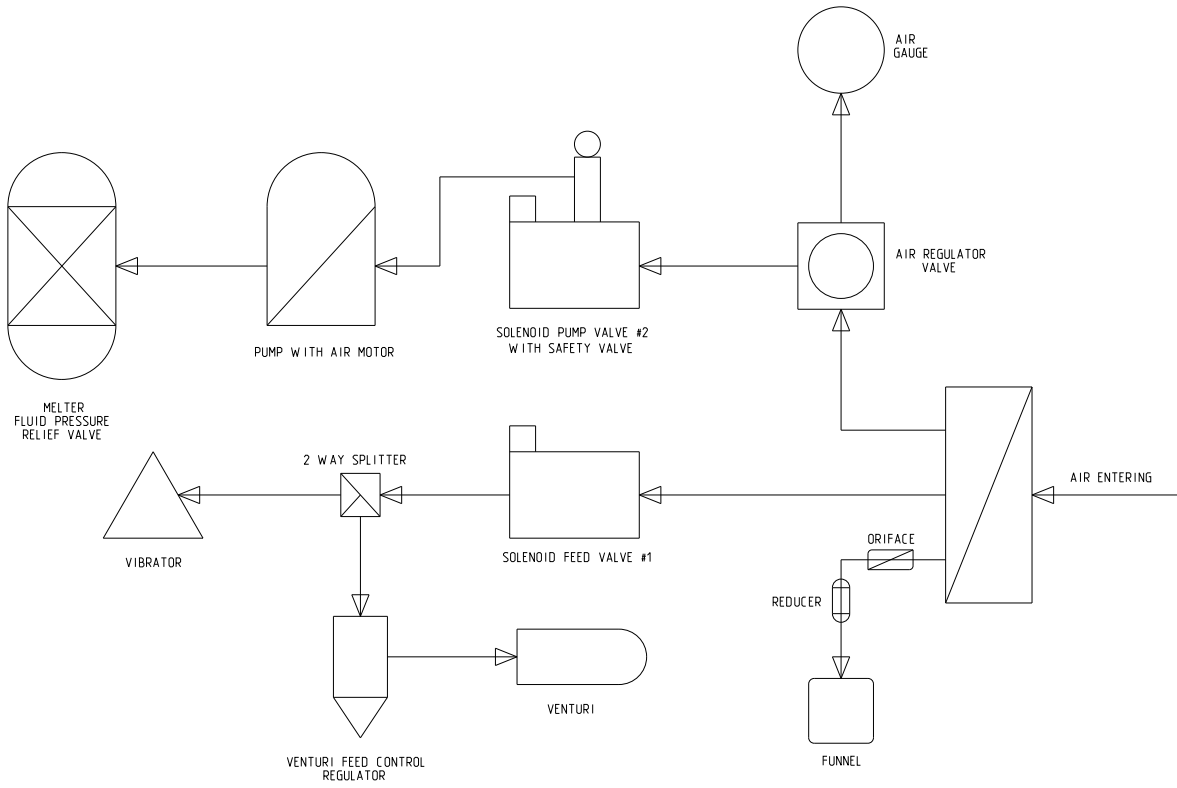 AIR
GAUGE
AIR REGULATOR
VALVE
SOLENOID PUMP VALVE #2
WITH SAFETY VALVE
PUMP WITH AIR MOTOR
MELTER
FLUID PRESSURE
RELIEF VALVE
2 WAY SPLITTER
AIR ENTERING
VIBRATOR
SOLENOID FEED VALVE #1
ORIFACE
REDUCER
VENTURI
VENTURI FEED CONTROL
REGULATOR
FUNNEL